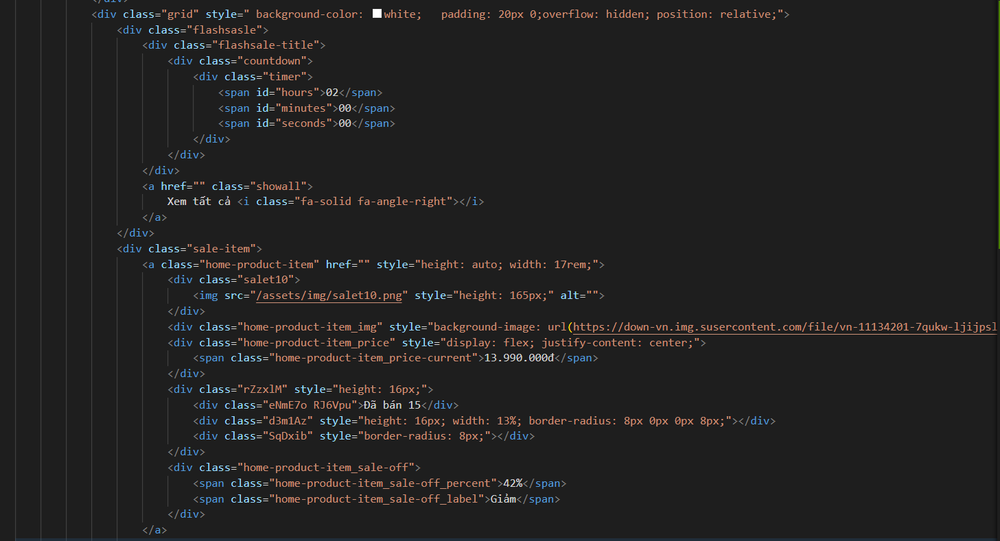 </div>
<div class="grid" style=" background-color: white;   padding: 20px 0;overflow: hidden; position: relative;">
<div class="flashsasle">
<div class="flashsale-title">
<div class="countdown">
<div class="timer">
<span id="hours">02</span>
<span id="minutes">00</span>
<span id="seconds">00</span>
</div>
</div>
</div>
<a href="" class="showall">
Xem tất cả <i class="fa-solid fa-angle-right"></i>
</a>
</div>
<div class="sale-item">
<a class="home-product-item" href="" style="height: auto; width: 17rem;">
<div class="salet10">
<img src="/assets/img/salet10.png" style="height: 165px;" alt="">
</div>
<div class="home-product-item_img" style="background-image: url(https://down-vn.img.susercontent.com/file/vn-11134201-7qukw-ljijpsl
<div class="home-product-item_price" style="display: flex; justify-content: center;">
<span class="home-product-item_price-current">13.990.000đ</span>
</div>
<div class="rZzxlM" style="height: 16px;">
<div class="eNmE7o RJ6Vpu">Đã bán 15</div>
<div class="d3m1Az" style="height: 16px; width: 13%; border-radius: 8px 0px 0px 8px;"></div>
<div class="SqDxib" style="border-radius: 8px;"></div>
</div>
<div class="home-product-item_sale-off">
<span class="home-product-item_sale-off_percent">42%</span>
<span class="home-product-item_sale-off_label">Giảm</span>
</div>
</a>